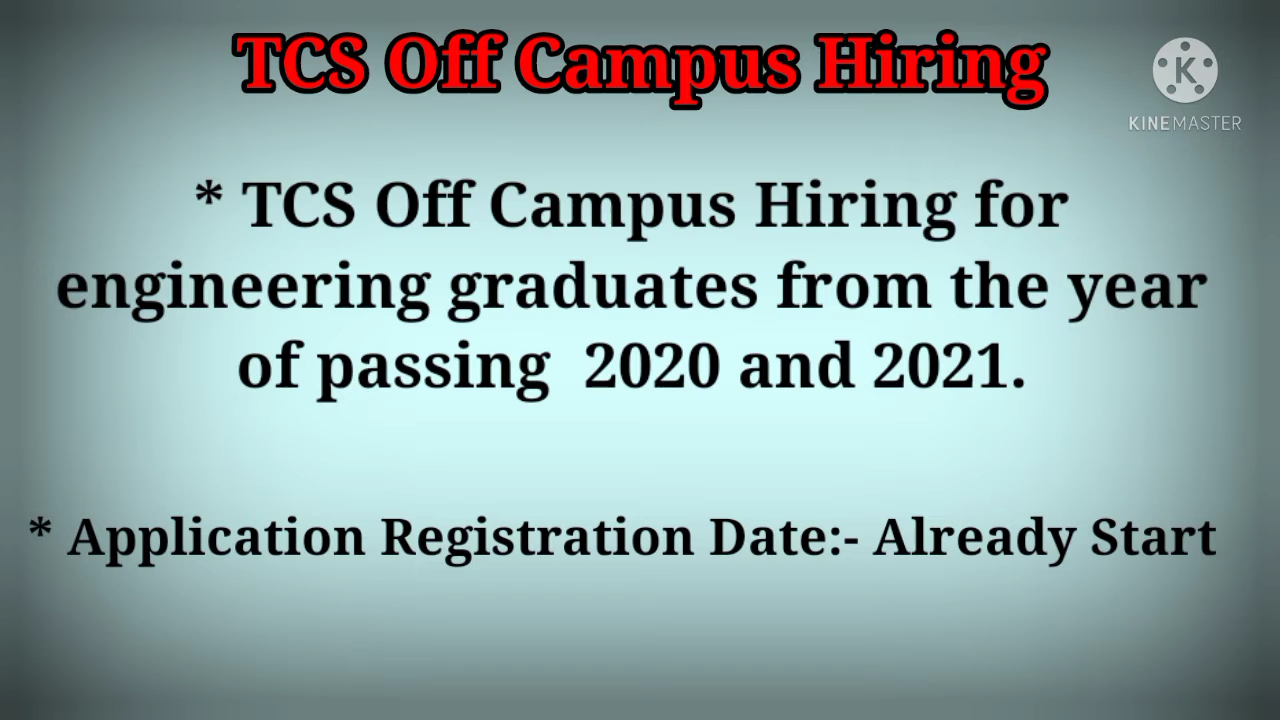 TCS Off Campus Hiring
K
KINEMASTER
* TCS Off Campus Hiring for
engineering graduates from the year
of passing  2020 and 2021.
* Application Registration Date:- Already Start